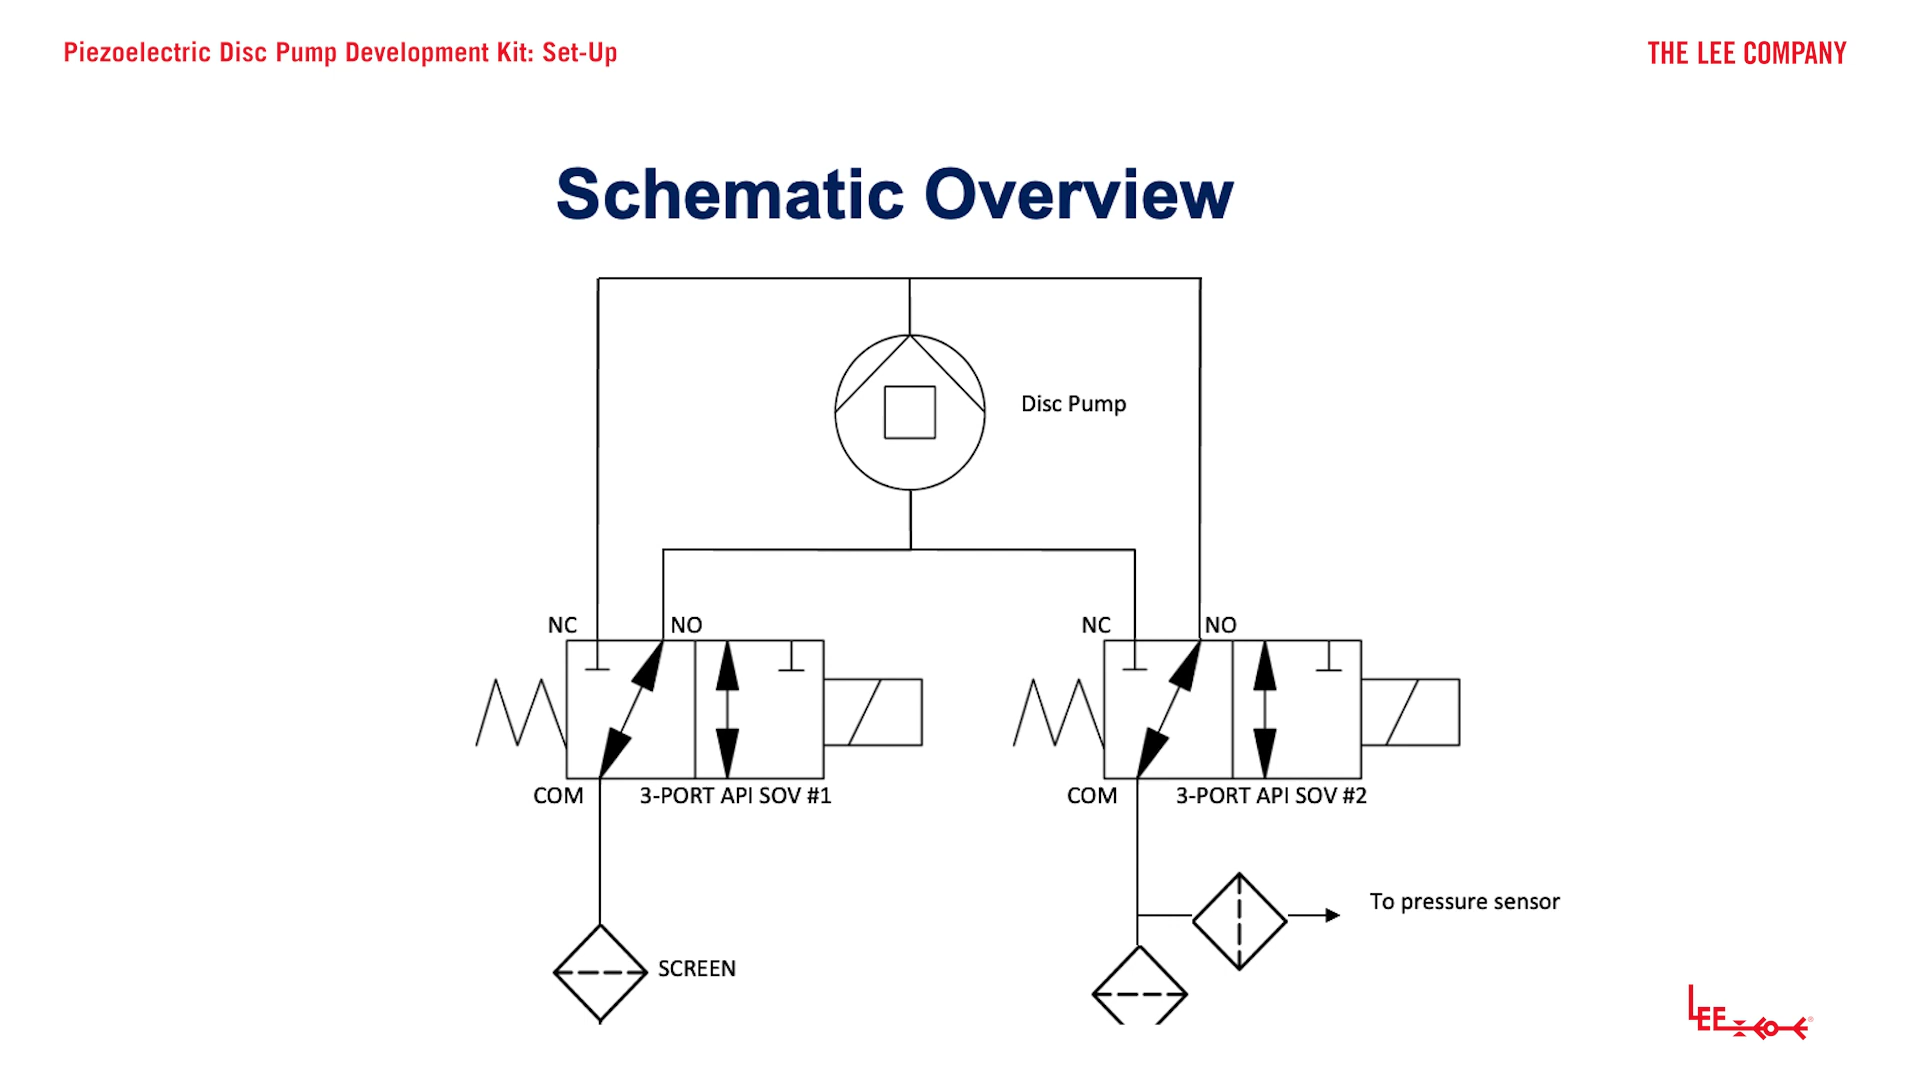 Piezoelectric Disc Pump Development Kit: Set-Up
THE LEE COMPANY
Schematic Overview
Disc Pump
NC
NO
NC
NO
COM
3-PORT API SOV #1
COM
3-PORT API SOV #2
To pressure sensor
SCREEN
LEE